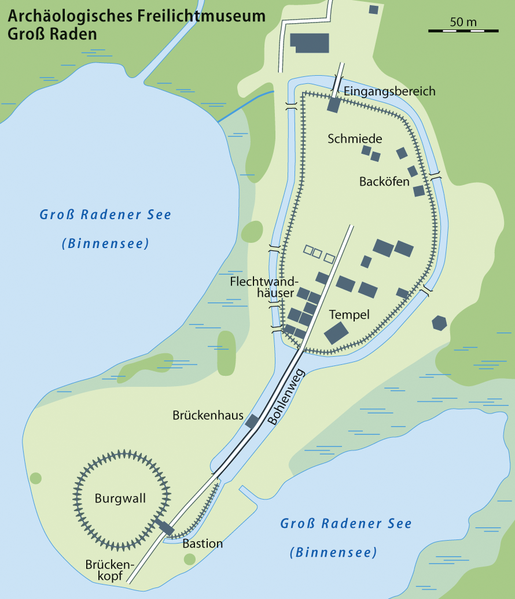 Archäologisches Freilichtmuseum
Groß Raden
50 m
Eingangsbereich
Schmiede
Backöfen
Groß Radener See
(Binnensee)
Flechtwand-
häuser
Tempel
Bohlenweg
Brückenhaus
Burgwall
Groß Radener See
(Binnensee)
Bastion
Brücken-
kopf